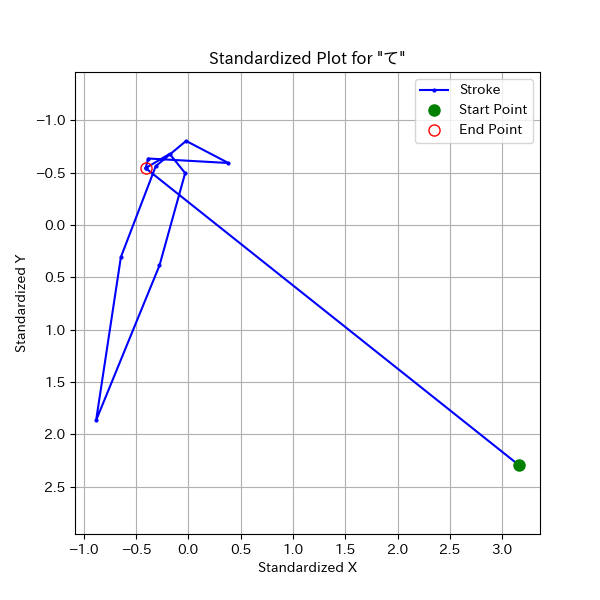 Standardized Plot for "て"
Stroke
Start Point
End Point
Standardized Y
−1.0
−0.5
0.0
0.5
1.0
1.5
2.0
2.5
−1.0 −0.5 0.0 0.5 1.0 1.5 2.0 2.5 3.0
Standardized X